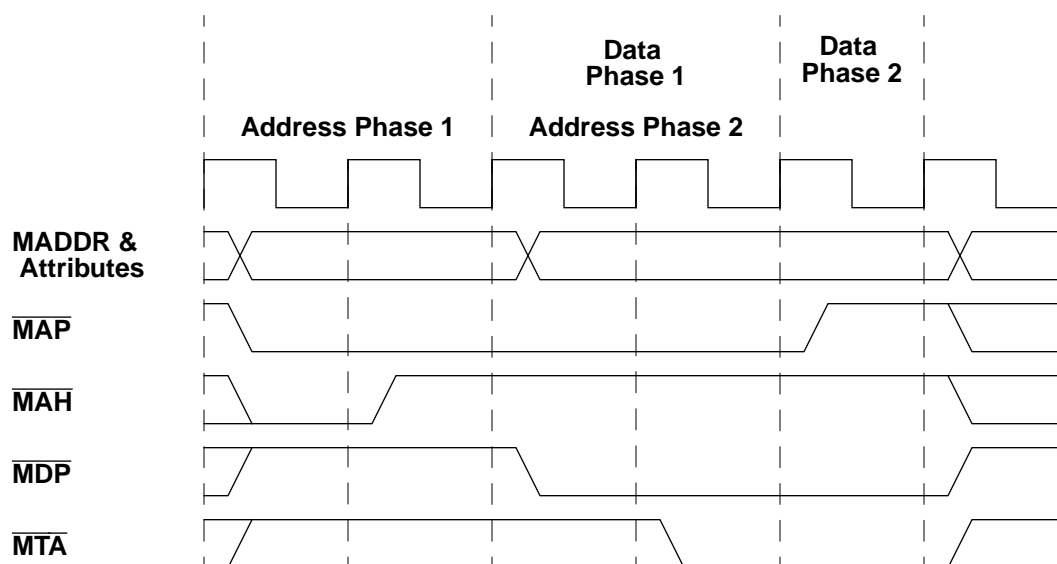 Data
Phase 1
Data
Phase 2
Address Phase 1
Address Phase 2
MADDR &
Attributes
MAP
MAH
MDP
MTA